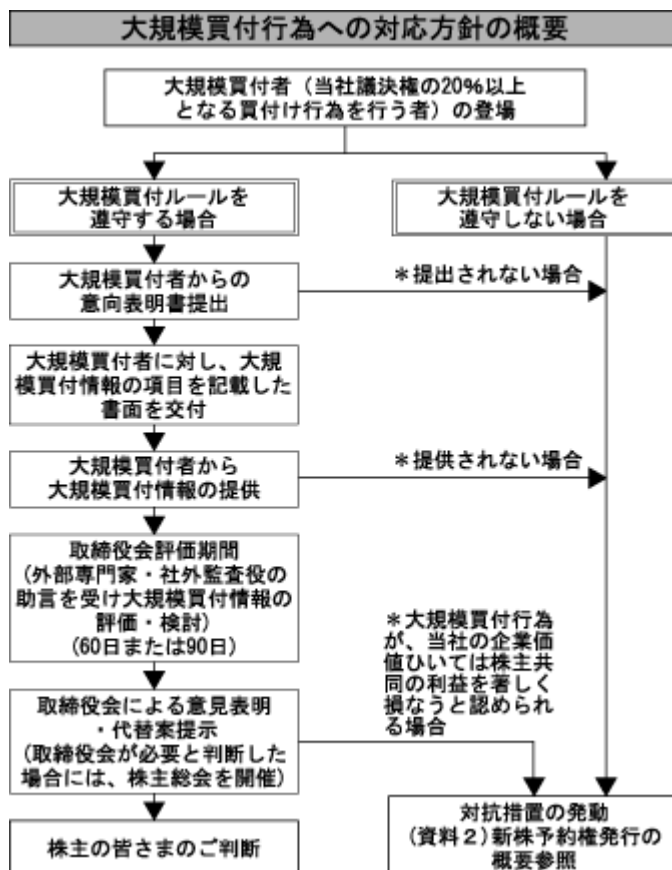 大規模買付行為への対応方針の概要
大規模買付者（当社議決権の20%以上
となる買付け行為を行う者）の登場
大規模買付ルールを
遵守する場合
大規模買付ルールを
遵守しない場合
大規模買付者からの
意向表明書提出
＊提出されない場合
大規模買付者に対し、大規
模買付情報の項目を記載した
書面を交付
大規模買付者から
大規模買付情報の提供
＊提供されない場合
取締役会評価期間
(外部専門家・社外監査役の
助言を受け大規模買付情報の
評価・検討)
(60日または90日)
＊大規模買付行為
が、当社の企業価
値ひいては株主共
同の利益を著しく
損なうと認められ
る場合
取締役会による意見表明
・代替案提示
(取締役会が必要と判断した
場合には、株主総会を開催)
株主の皆さまのご判断
対抗措置の発動
(資料２)新株予約権発行の
概要参照